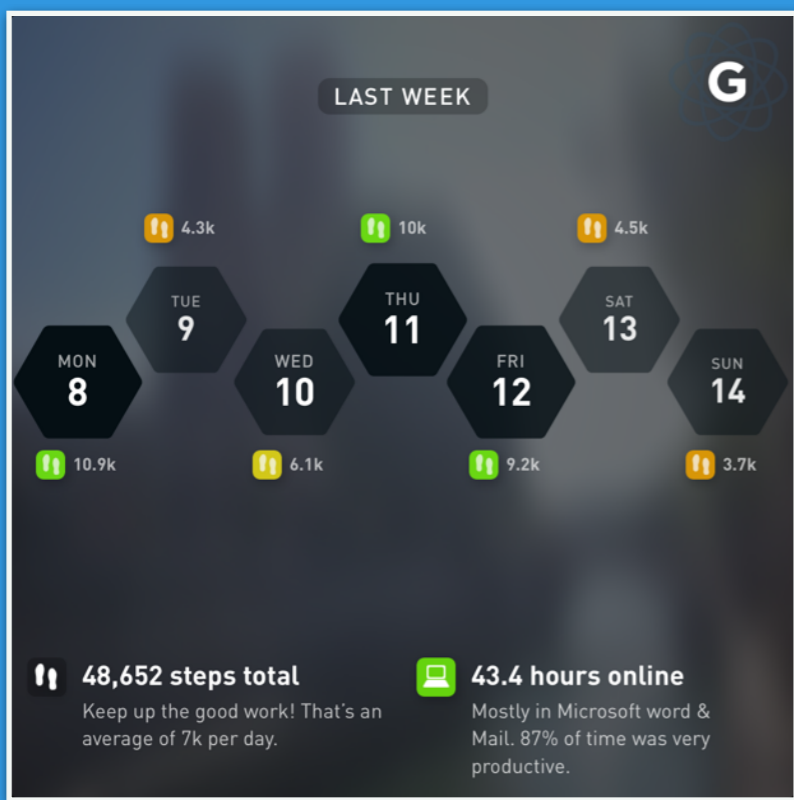 LAST WEEK
G
4.3k
10k
4.5k
TUE
9
THU
11
SAT
13
MON
8
WED
10
FRI
12
SUN
14
10.9k
6.1k
9.2k
3.7k
48,652 steps total
Keep up the good work! That's an
average of 7k per day.
43.4 hours online
Mostly in Microsoft word &
Mail. 87% of time was very
productive.